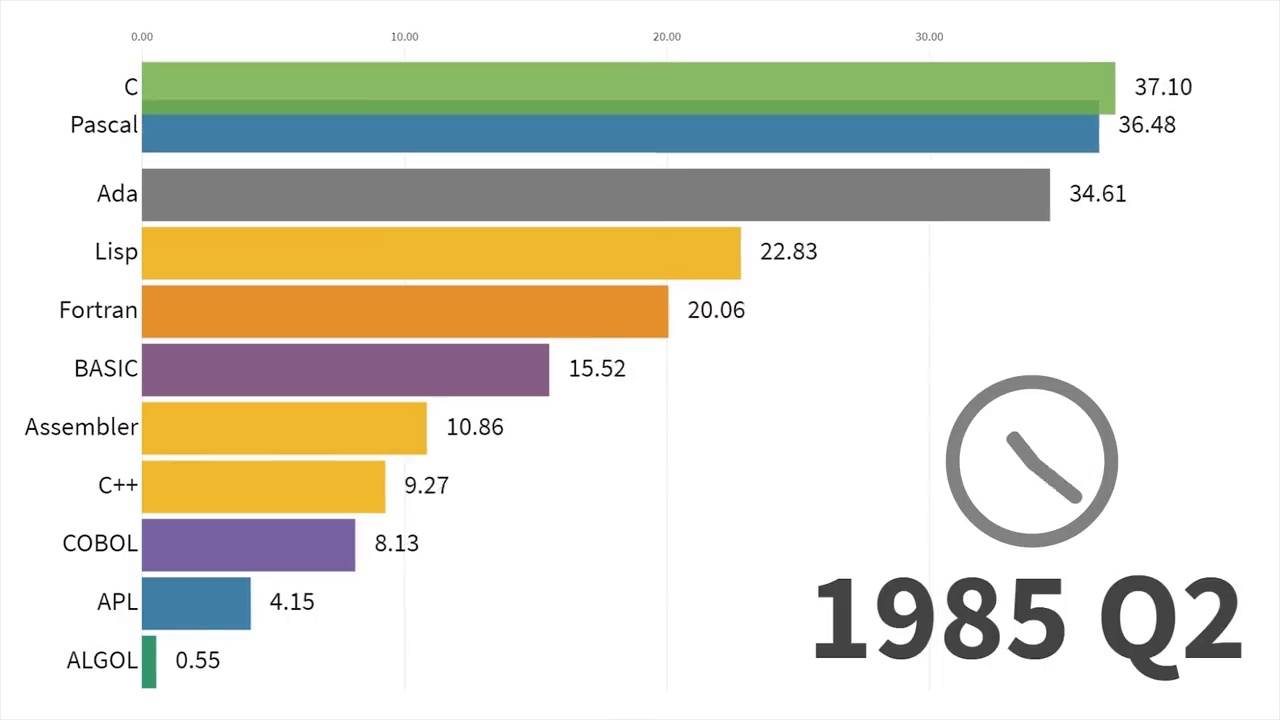 0.00 10.00 20.00 30.00
C 37.10
Pascal 36.48
Ada 34.61
Lisp 22.83
Fortran 20.06
BASIC 15.52
Assembler 10.86
C++ 9.27
COBOL 8.13
APL 4.15
ALGOL 0.55
1985 Q2